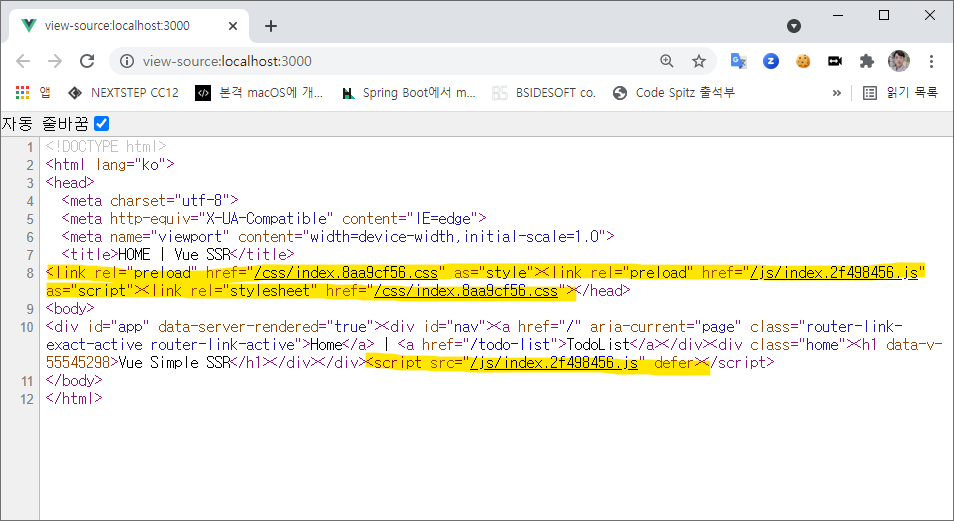 view-source:localhost:3000
view-source:localhost:3000
앱 NEXTSTEP CC12 본격 macOS에 개... Spring Boot에서 m... BSIDESOFT co. Code Spitz 출석부 » 읽기 목록
자동 줄바꿈
1 <!DOCTYPE html>
2 <html lang="ko">
3 <head>
4 <meta charset="utf-8">
5 <meta http-equiv="X-UA-Compatible" content="IE=edge">
6 <meta name="viewport" content="width=device-width,initial-scale=1.0">
7 <title>HOME | Vue SSR</title>
8 <link rel="preload" href="/css/index.8aa9cf56.css" as="style"><link rel="preload" href="/js/index.2f498456.js"
as="script"><link rel="stylesheet" href="/css/index.8aa9cf56.css"></head>
9 <body>
10 <div id="app" data-server-rendered="true"><div id="nav"><a href="/" aria-current="page" class="router-link-
exact-active router-link-active">Home</a> | <a href="/todo-list">TodoList</a></div><div class="home"><h1 data-v-
55545298>Vue Simple SSR</h1></div></div><script src="/js/index.2f498456.js" defer></script>
11 </body>
12 </html>